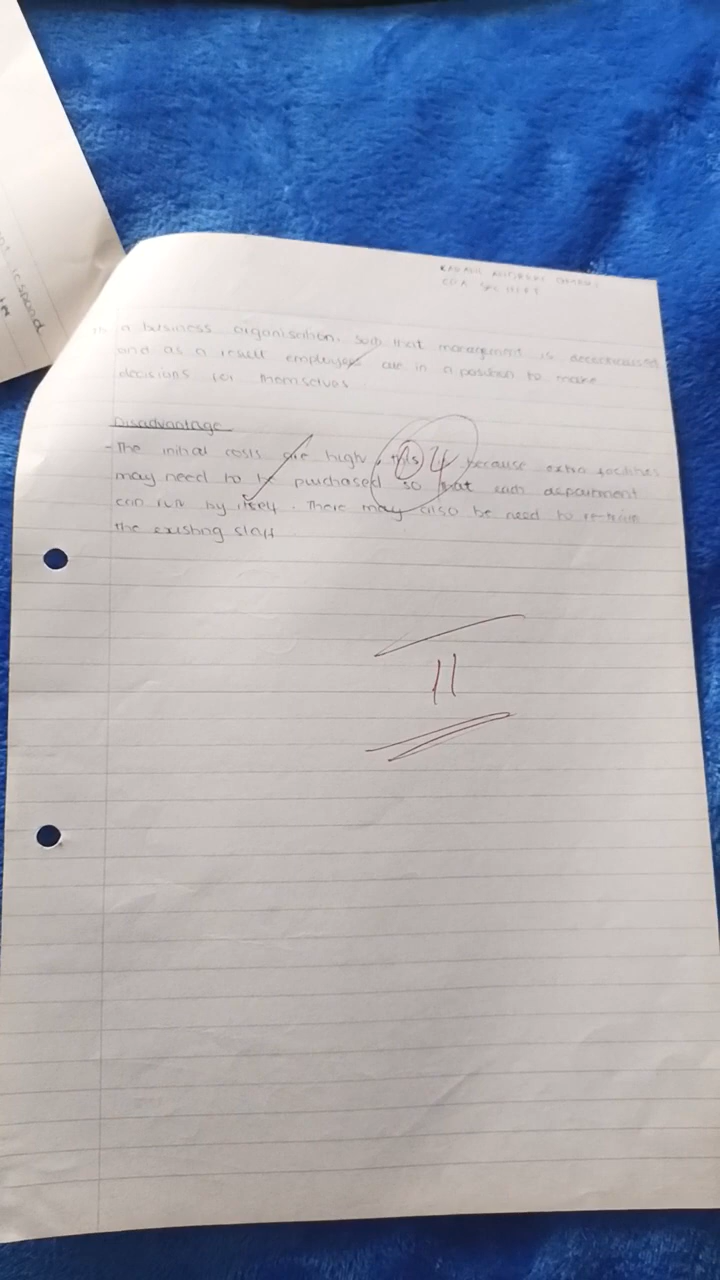 respond
in a business organisation, such that management is decentralised
and as a result employees are in a position to make
decisions for themselves
Disadvantage
- The initial costs are high, this 4 because extra facilities
may need to be purchased so that each department
can run by itself. There may also be need to re-train
the existing staff
11